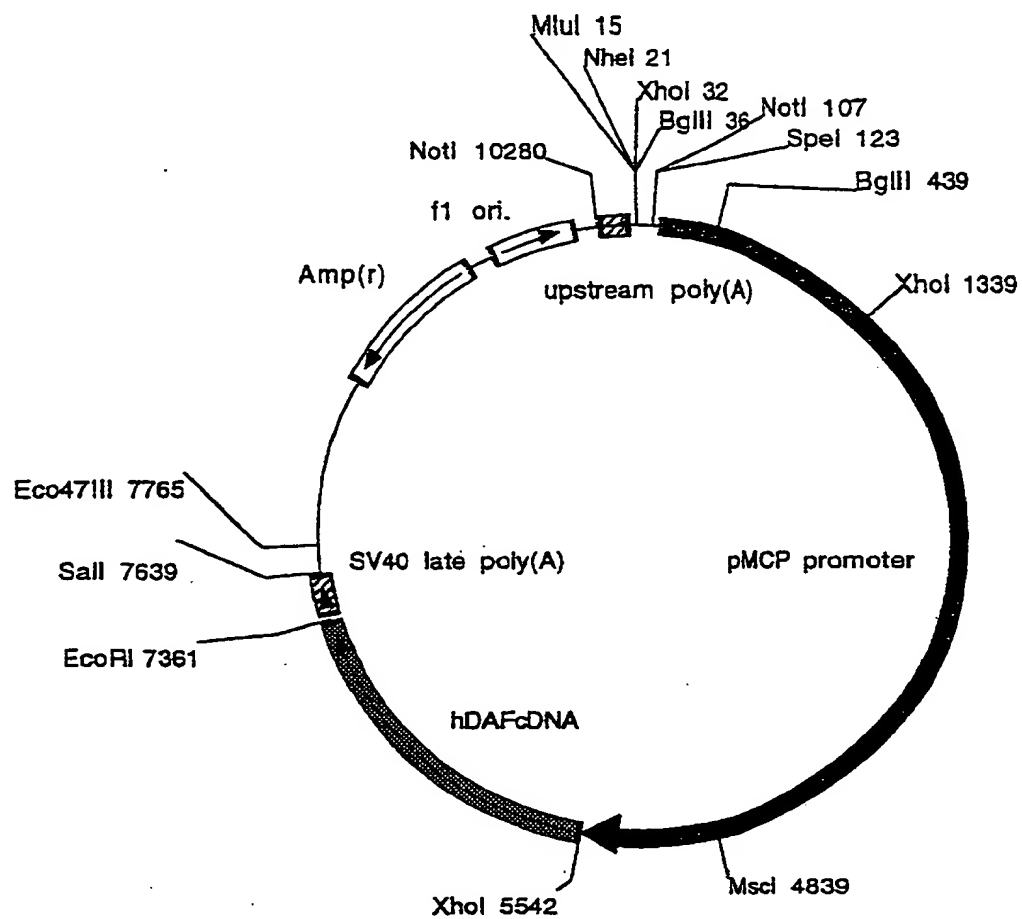 MluI 15
NheI 21
XhoI 32
BglII 36
NotI 107
SpeI 123
NotI 10280
BglII 439
f1 ori.
Amp(r)
upstream poly(A)
XhoI 1339
Eco47III 7765
SV40 late poly(A)
pMCP promoter
SalI 7639
EcoRI 7361
hDAFcDNA
MscI 4839
XhoI 5542